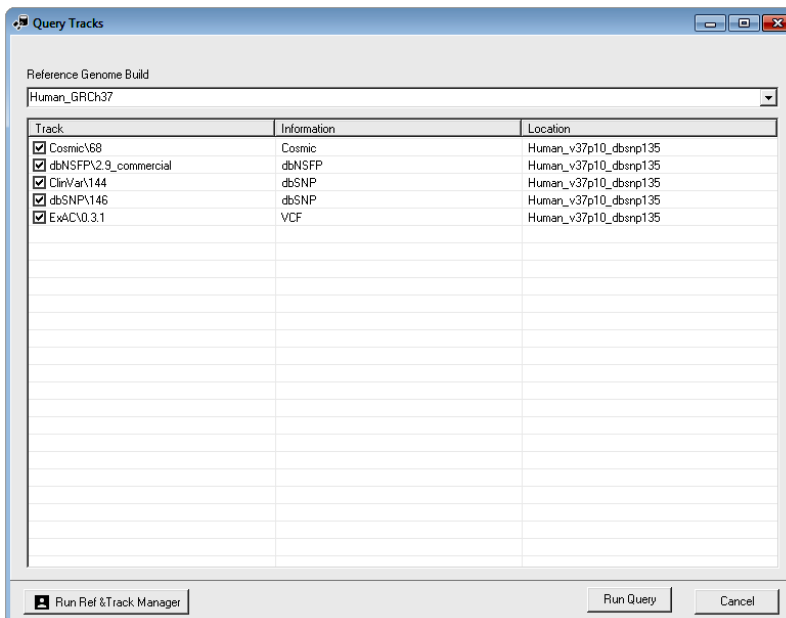 Query Tracks
Reference Genome Build
Human_GRCh37
Track Information Location
Cosmic\68 Cosmic Human_v37p10_dbsnp135
dbNSFP\2.9_commercial dbNSFP Human_v37p10_dbsnp135
ClinVar\144 dbSNP Human_v37p10_dbsnp135
dbSNP\146 dbSNP Human_v37p10_dbsnp135
ExAC\0.3.1 VCF Human_v37p10_dbsnp135
Run Ref &Track Manager Run Query Cancel